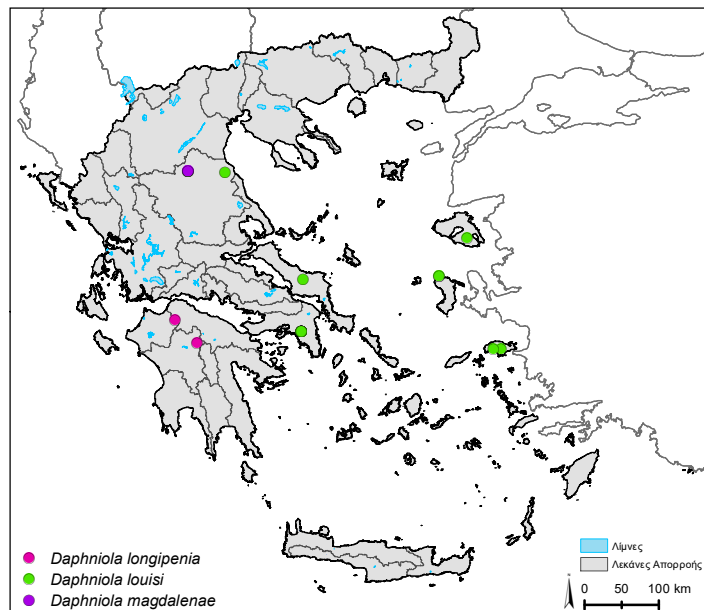 Daphniola longipenia
Daphniola louisi
Daphniola magdalenae
Λίμνες
Λεκάνες Απορροής
0 50 100 km